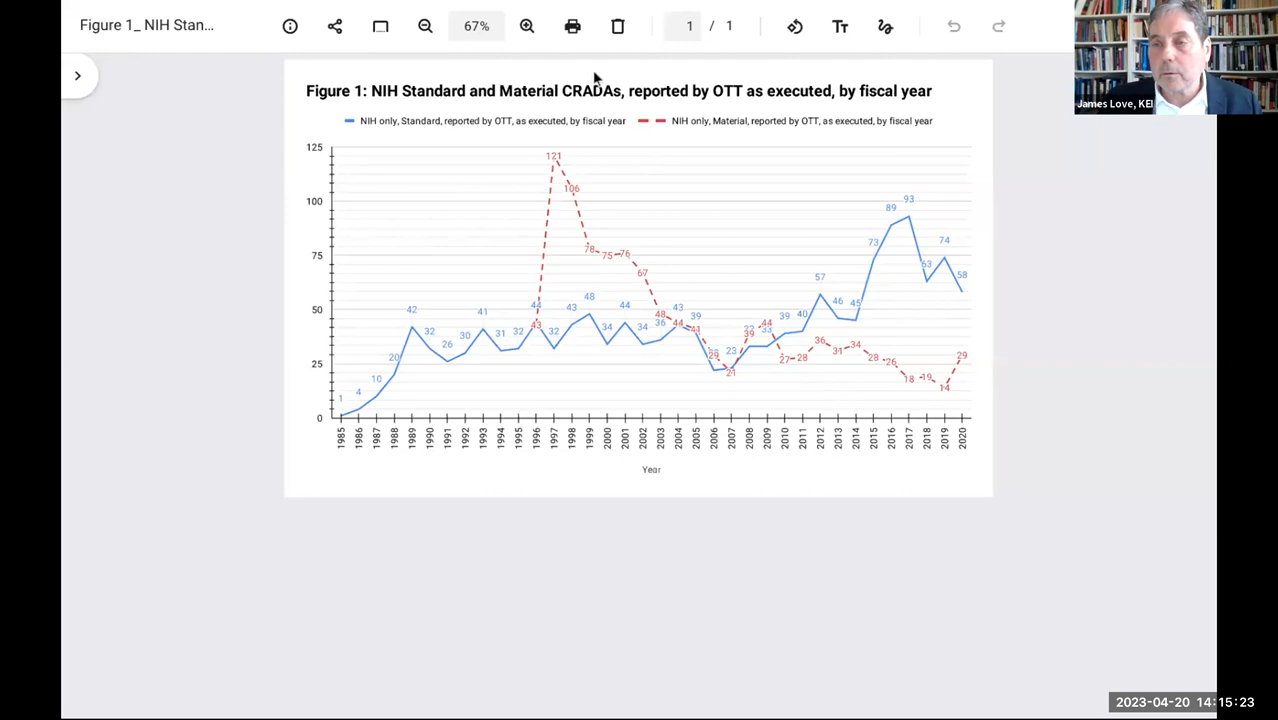 Figure 1_ NIH Stan...
67%
1 / 1
Figure 1: NIH Standard and Material CRADAs, reported by OTT as executed, by fiscal year
NIH only, Standard, reported by OTT, as executed, by fiscal year NIH only, Material, reported by OTT, as executed, by fiscal year
James Love, KEI
125
100
75
50
25
0
1 4 10 20 42 32 26 30 41 31 32 44 32 43 48 34 44 34 36 43 39 23 33 39 40 57 46 45 73 89 93 63 74 58
43 121 106 78 75 76 67 48 44 41 29 21 39 44 27 28 36 31 34 28 26 18 19 14 29
1985 1986 1987 1988 1989 1990 1991 1992 1993 1994 1995 1996 1997 1998 1999 2000 2001 2002 2003 2004 2005 2006 2007 2008 2009 2010 2011 2012 2013 2014 2015 2016 2017 2018 2019 2020
Year
2023-04-20 14:15:23